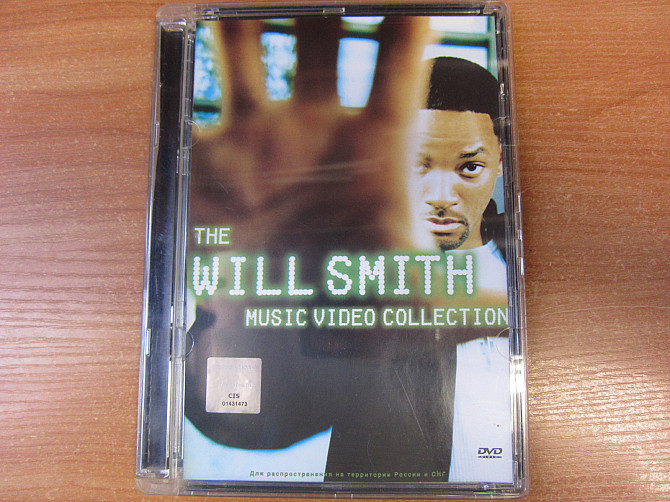 THE
WILL SMITH
MUSIC VIDEO COLLECTION
CIS
01431473
DVD
Для распространения на территории России и СНГ